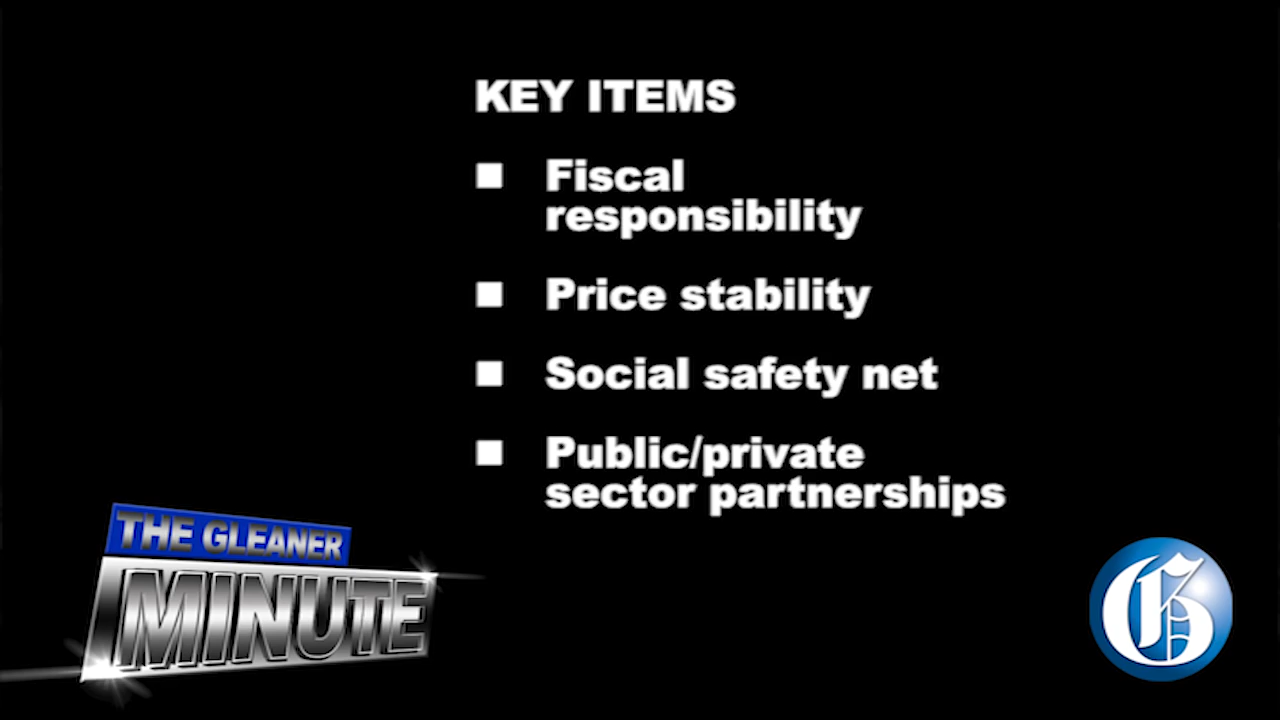 KEY ITEMS
■ Fiscal
responsibility
■ Price stability
■ Social safety net
■ Public/private
sector partnerships
THE GLEANER
MINUTE
G